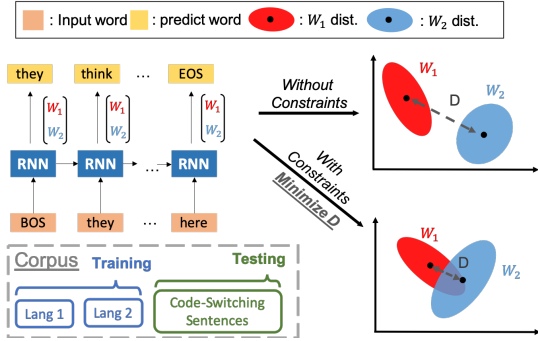 : Input word : predict word : W₁ dist. : W₂ dist.
they think ... EOS
W₁ W₁ W₁
W₂ W₂ W₂
RNN RNN ... RNN
BOS they ... here
Without
Constraints
With
Constraints
Minimize D
W₁
D
W₂
W₁
D
W₂
Corpus
Training Testing
Lang 1 Lang 2 Code-Switching
Sentences